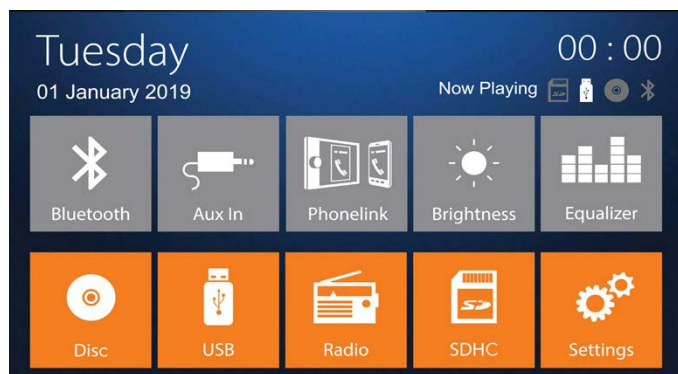 Tuesday
00 : 00
01 January 2019
Now Playing
Bluetooth
Aux In
Phonelink
Brightness
Equalizer
Disc
USB
Radio
SDHC
Settings